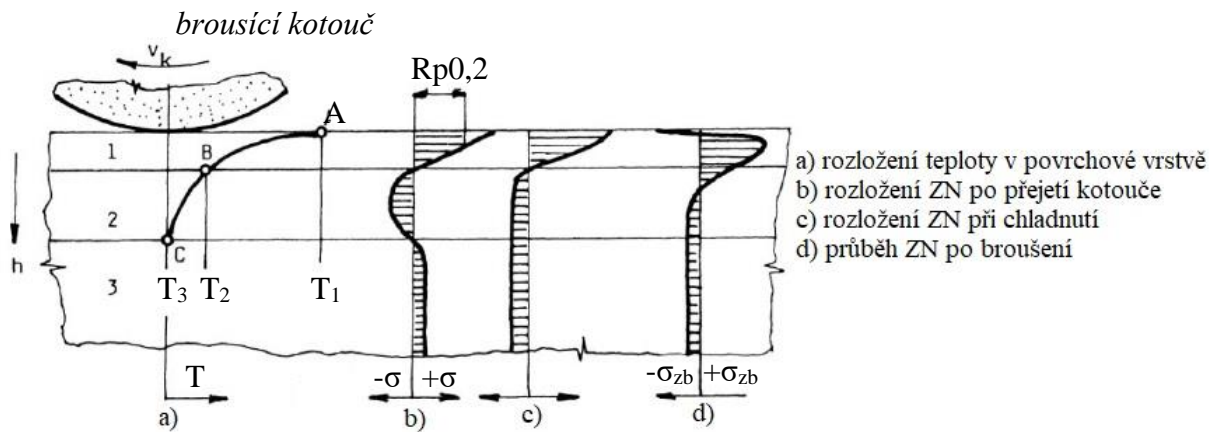 brousící kotouč
vk
Rp0,2
A
1
B
2
C
h
3
T3 T2 T1
T
-σ +σ
-σzb +σzb
a)
b)
c)
d)
a) rozložení teploty v povrchové vrstvě
b) rozložení ZN po přejetí kotouče
c) rozložení ZN při chladnutí
d) průběh ZN po broušení